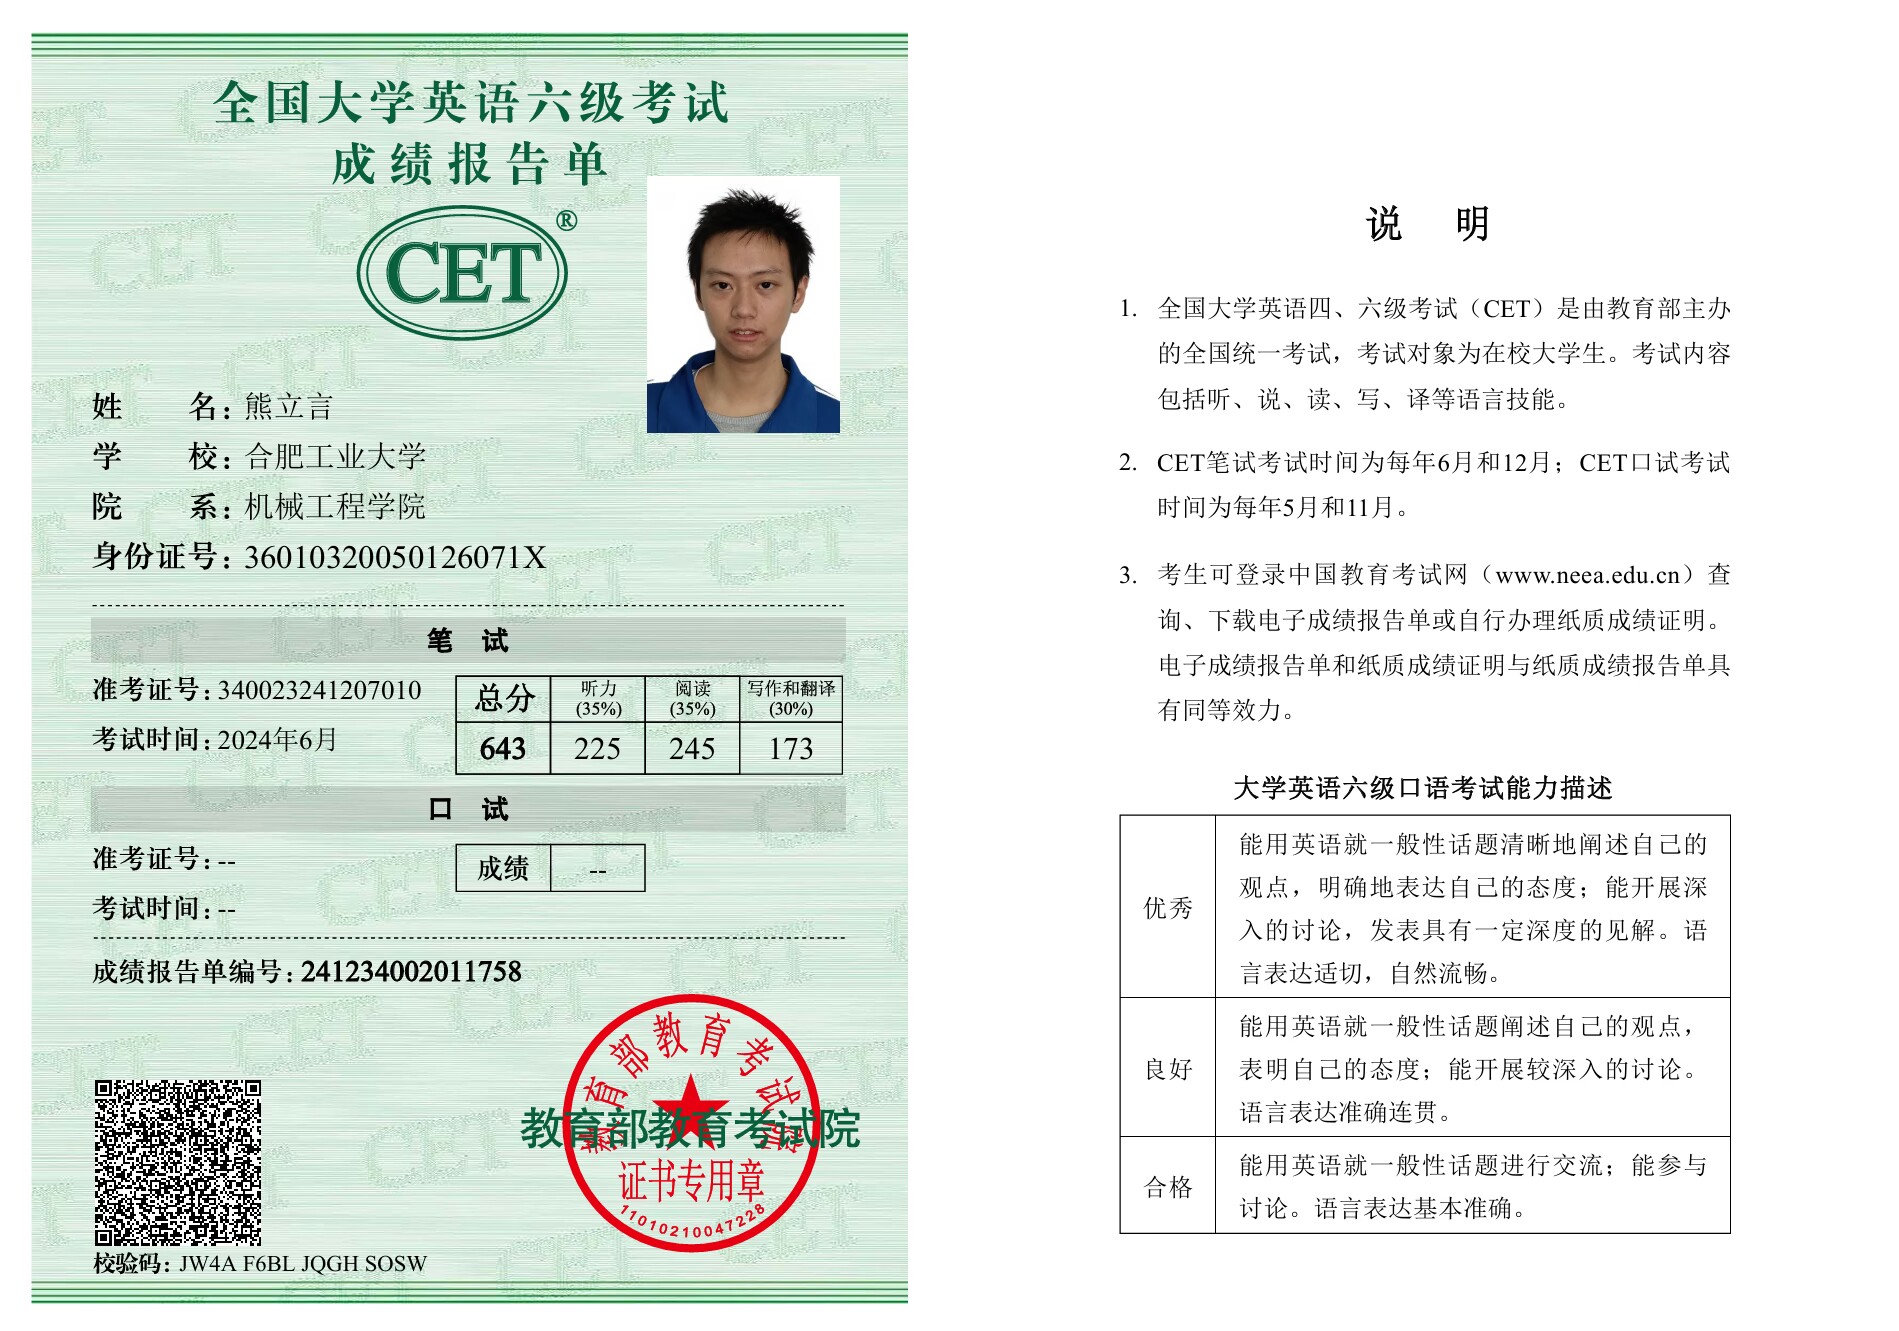 全国大学英语六级考试
成绩报告单
CET®
姓名：熊立言
学校：合肥工业大学
院系：机械工程学院
身份证号：36010320050126071X
笔 试
准考证号：340023241207010
考试时间：2024年6月
总分 听力(35%) 阅读(35%) 写作和翻译(30%)
643 225 245 173
口 试
准考证号：--
考试时间：--
成绩 --
成绩报告单编号：241234002011758
教育部教育考试院
教育部教育考试院
证书专用章
11010210047228
校验码：JW4A F6BL JQGH SOSW
说 明
1. 全国大学英语四、六级考试（CET）是由教育部主办
的全国统一考试，考试对象为在校大学生。考试内容
包括听、说、读、写、译等语言技能。
2. CET笔试考试时间为每年6月和12月；CET口试考试
时间为每年5月和11月。
3. 考生可登录中国教育考试网（www.neea.edu.cn）查
询、下载电子成绩报告单或自行办理纸质成绩证明。
电子成绩报告单和纸质成绩证明与纸质成绩报告单具
有同等效力。
大学英语六级口语考试能力描述
优秀
能用英语就一般性话题清晰地阐述自己的
观点，明确地表达自己的态度；能开展深
入的讨论，发表具有一定深度的见解。语
言表达适切，自然流畅。
良好
能用英语就一般性话题阐述自己的观点，
表明自己的态度；能开展较深入的讨论。
语言表达准确连贯。
合格
能用英语就一般性话题进行交流；能参与
讨论。语言表达基本准确。